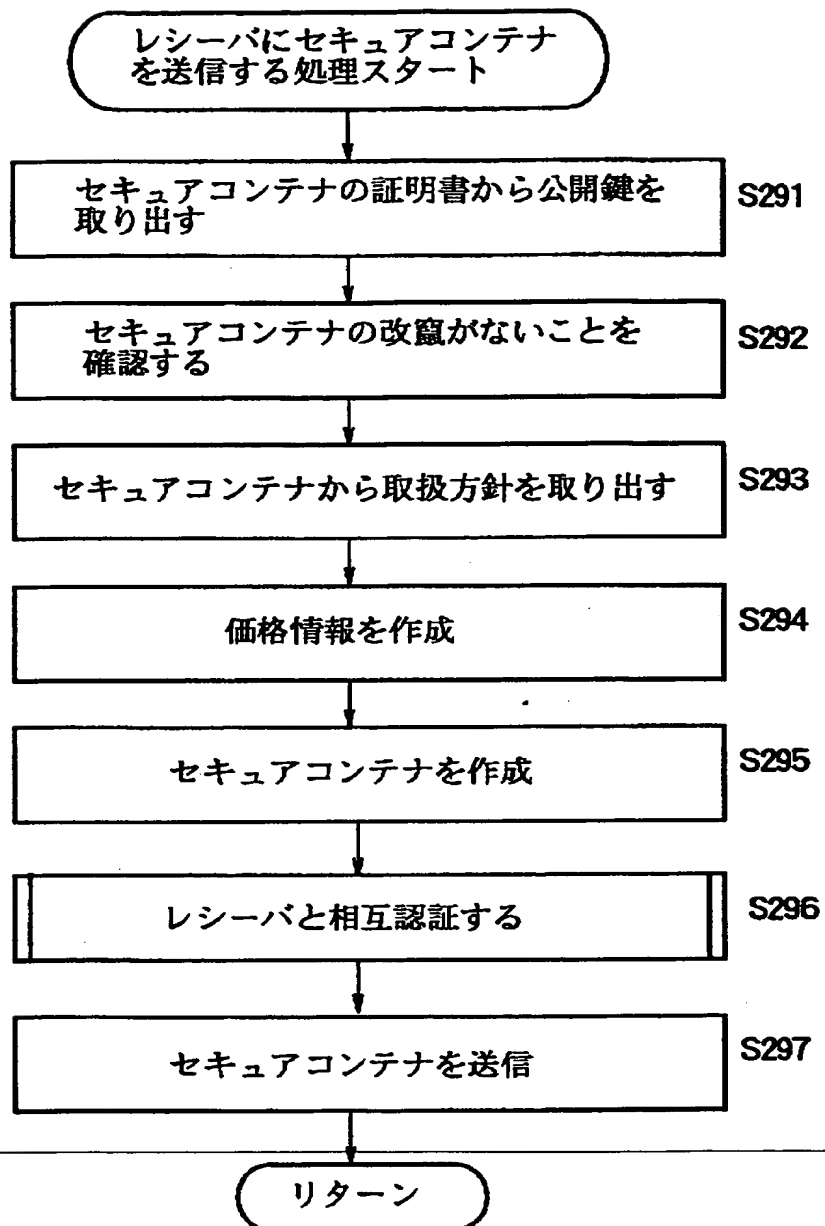 レシーバにセキュアコンテナ
を送信する処理スタート
セキュアコンテナの証明書から公開鍵を
取り出す
S291
セキュアコンテナの改竄がないことを
確認する
S292
セキュアコンテナから取扱方針を取り出す
S293
価格情報を作成
S294
セキュアコンテナを作成
S295
レシーバと相互認証する
S296
セキュアコンテナを送信
S297
リターン